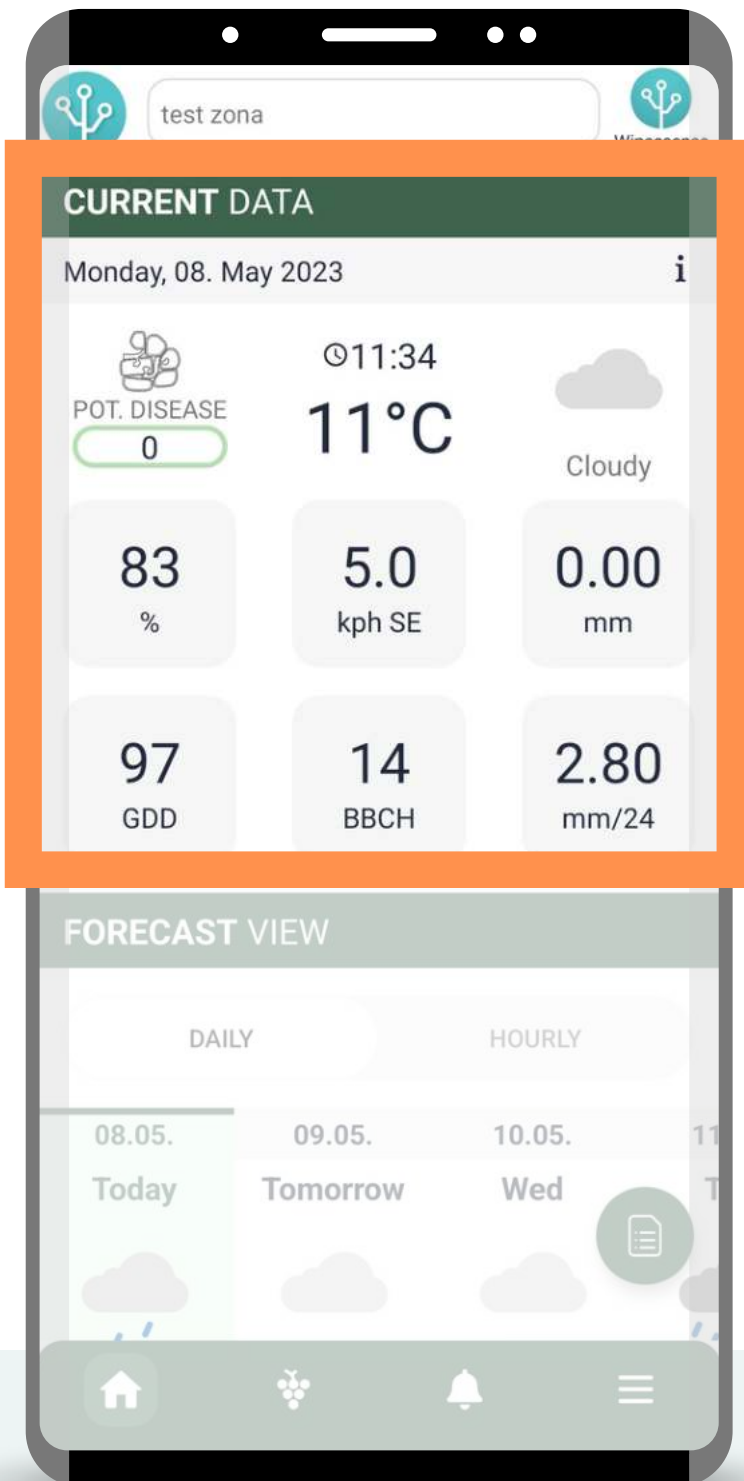 test zona
CURRENT DATA
Monday, 08. May 2023 i
11:34
POT. DISEASE 11°C
0 Cloudy
83 5.0 0.00
% kph SE mm
97 14 2.80
GDD BBCH mm/24
FORECAST VIEW
DAILY HOURLY
08.05. 09.05. 10.05. 11
Today Tomorrow Wed T